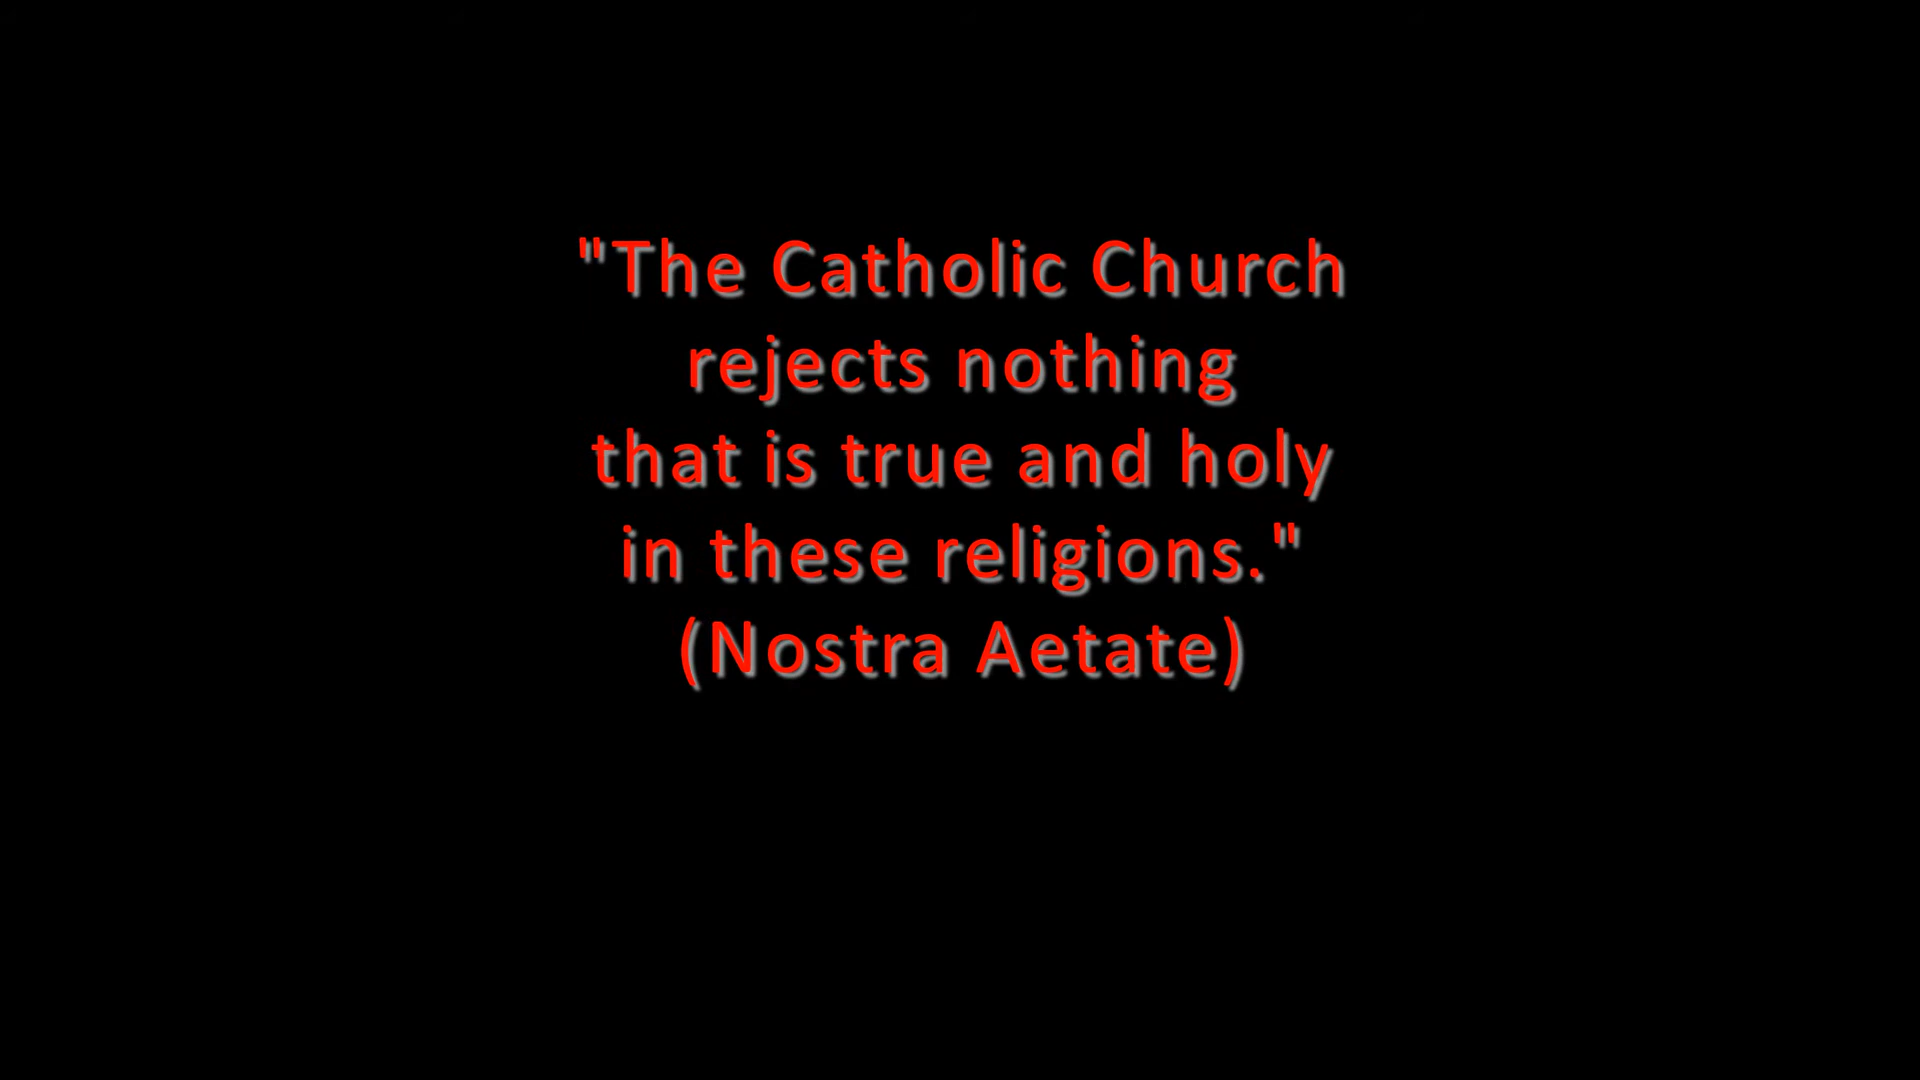 "The Catholic Church
rejects nothing
that is true and holy
in these religions."
(Nostra Aetate)